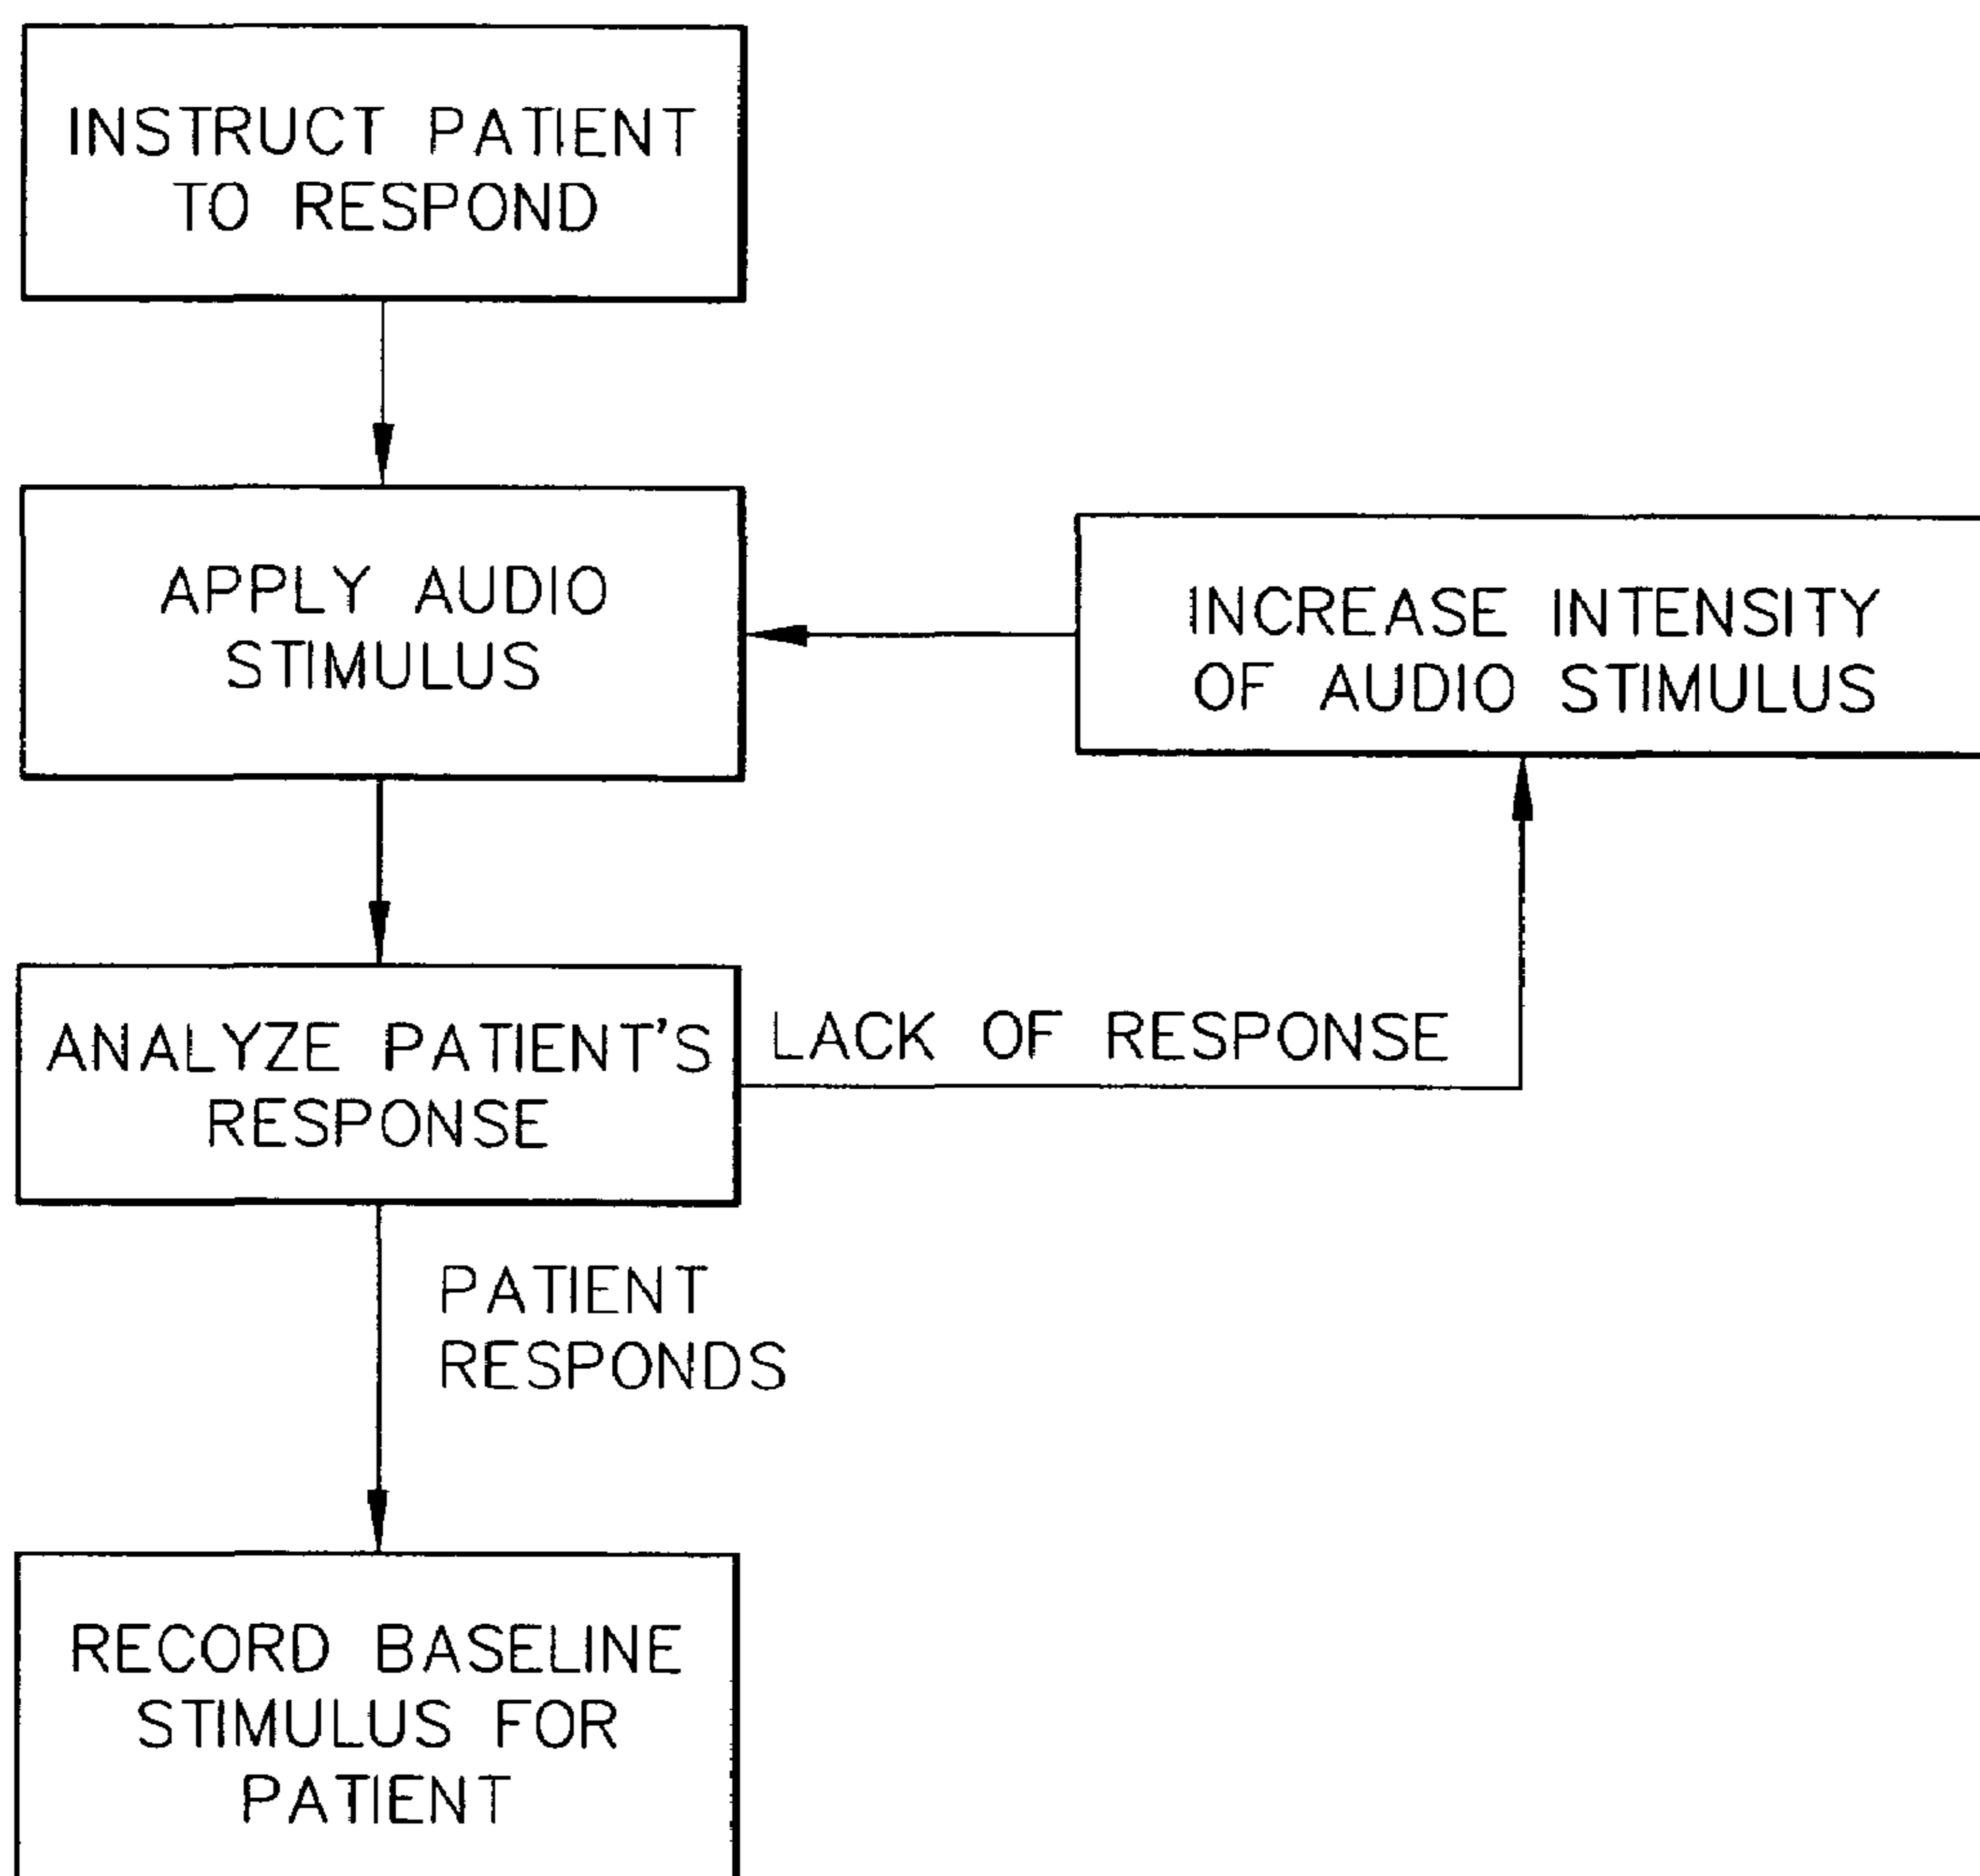 INSTRUCT PATIENT
TO RESPOND
APPLY AUDIO
STIMULUS
INCREASE INTENSITY
OF AUDIO STIMULUS
ANALYZE PATIENT'S
RESPONSE
LACK OF RESPONSE
PATIENT
RESPONDS
RECORD BASELINE
STIMULUS FOR
PATIENT